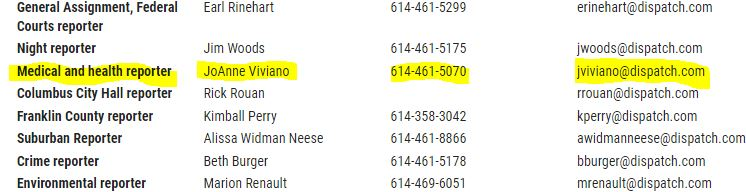 General Assignment, Federal Earl Rinehart 614-461-5299 erinehart@dispatch.com
Courts reporter
Night reporter Jim Woods 614-461-5175 jwoods@dispatch.com
Medical and health reporter JoAnne Viviano 614-461-5070 jviviano@dispatch.com
Columbus City Hall reporter Rick Rouan rrouan@dispatch.com
Franklin County reporter Kimball Perry 614-358-3042 kperry@dispatch.com
Suburban Reporter Alissa Widman Neese 614-461-8866 awidmanneese@dispatch.com
Crime reporter Beth Burger 614-461-5178 bburger@dispatch.com
Environmental reporter Marion Renault 614-469-6051 mrenault@dispatch.com